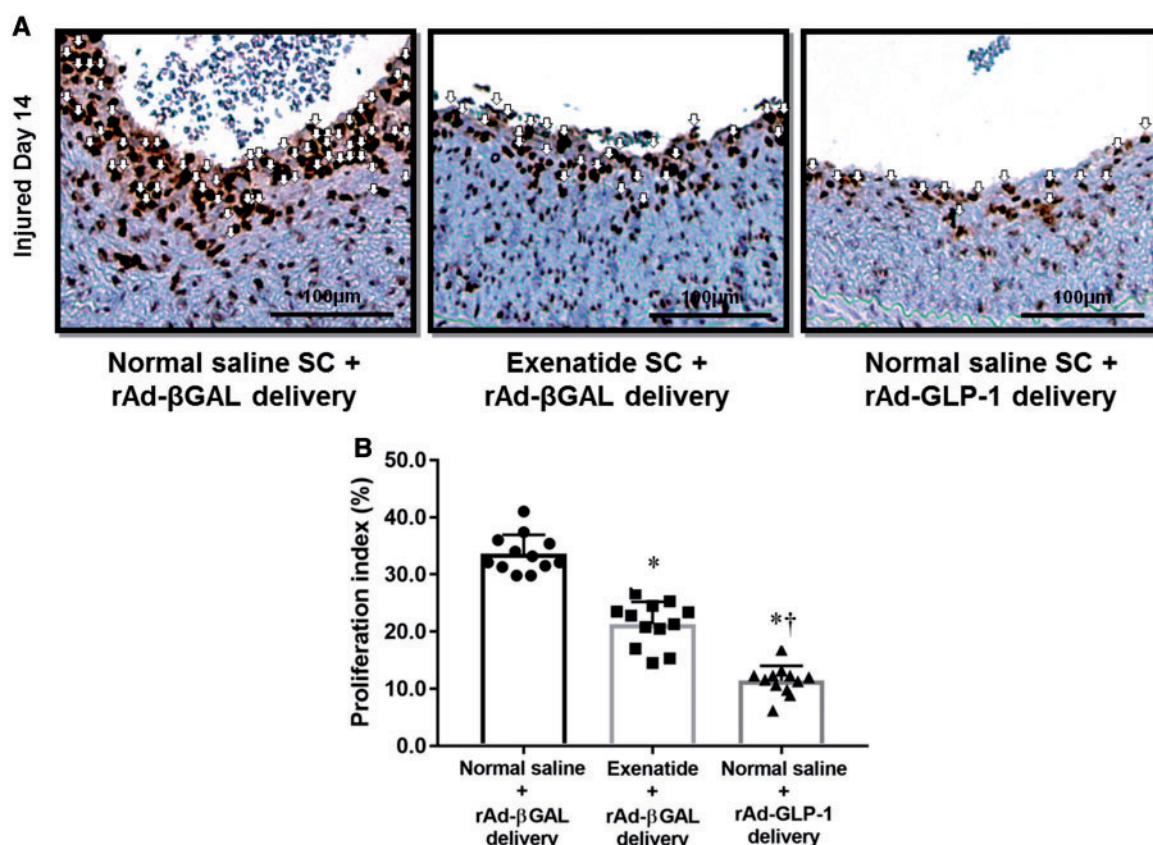 A
Injured Day 14
100µm
100µm
100µm
Normal saline SC +
rAd-βGAL delivery
Exenatide SC +
rAd-βGAL delivery
Normal saline SC +
rAd-GLP-1 delivery
B
Proliferation index (%)
50.0
40.0
30.0
20.0
10.0
0.0
*
*†
Normal saline
+
rAd-βGAL
delivery
Exenatide
+
rAd-βGAL
delivery
Normal saline
+
rAd-GLP-1
delivery